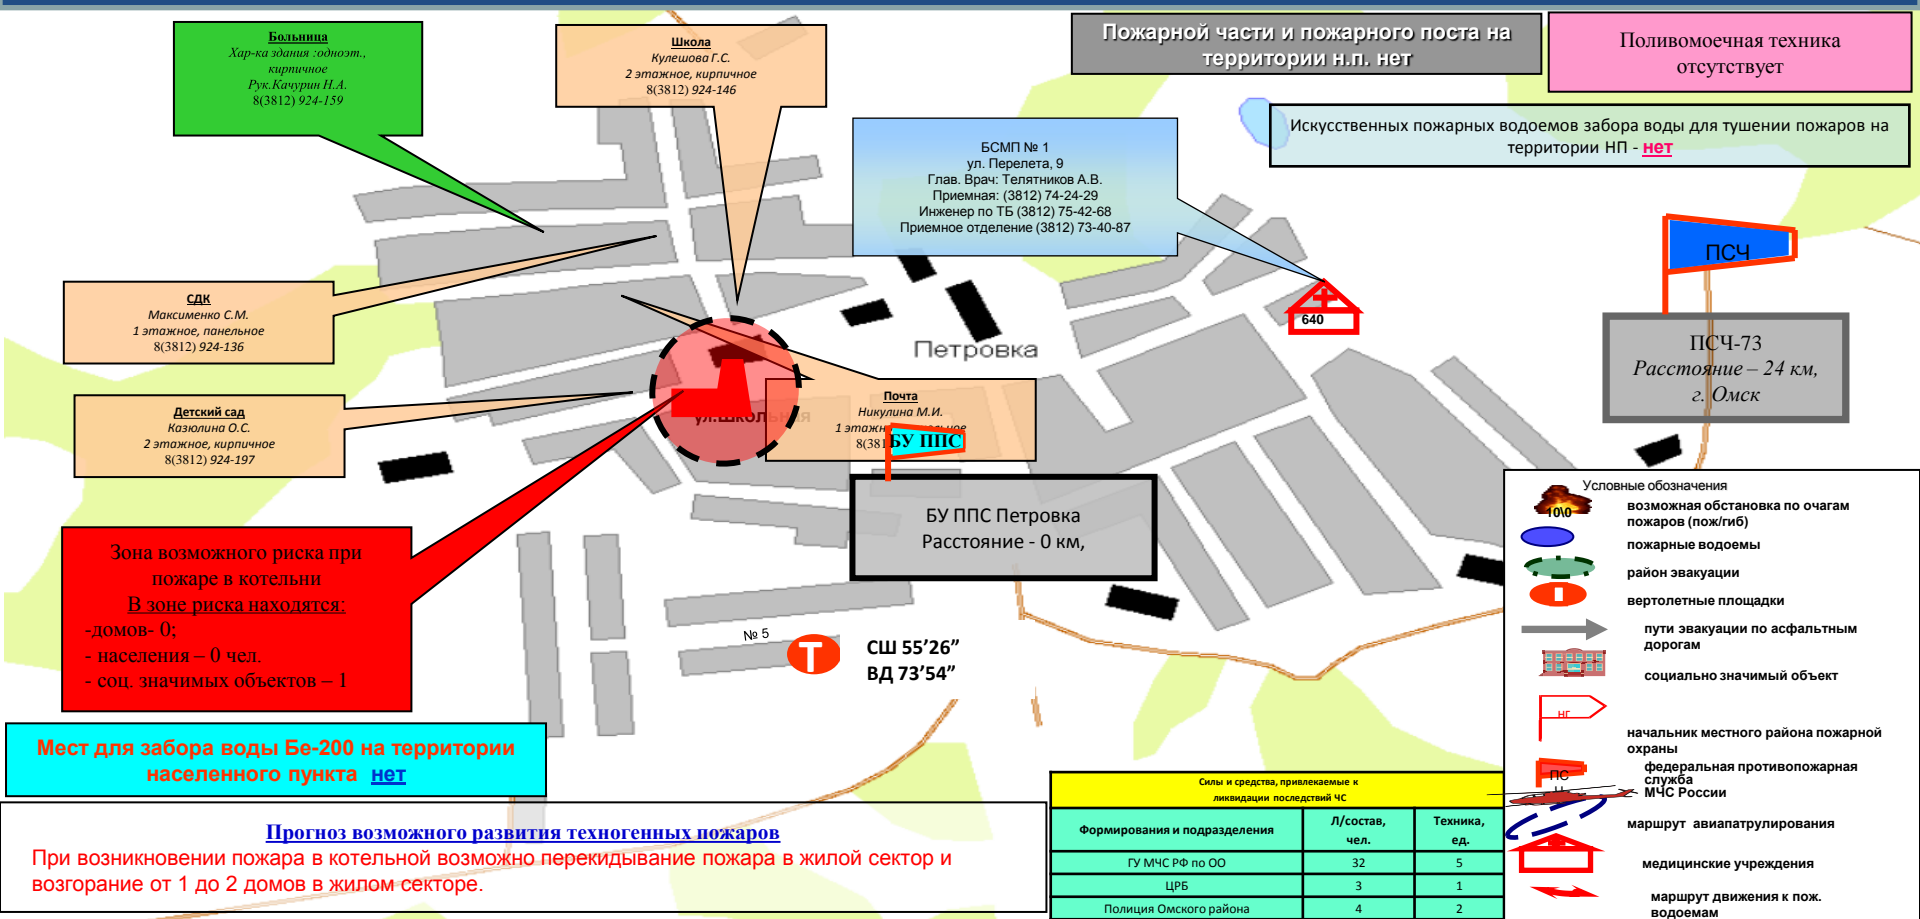 Больница
Хар-ка здания :одноэт.,
кирпичное
Рук.Качурин Н.А.
8(3812) 924-159
Школа
Кулешова Г.С.
2 этажное, кирпичное
8(3812) 924-146
Пожарной части и пожарного поста на
территории н.п. нет
Поливомоечная техника
отсутствует
Искусственных пожарных водоемов забора воды для тушении пожаров на
территории НП - нет
БСМП № 1
ул. Перелета, 9
Глав. Врач: Телятников А.В.
Приемная: (3812) 74-24-29
Инженер по ТБ (3812) 75-42-68
Приемное отделение (3812) 73-40-87
ПСЧ
640
СДК
Максименко С.М.
1 этажное, панельное
8(3812) 924-136
Петровка
ПСЧ-73
Расстояние – 24 км,
г. Омск
Детский сад
Казюлина О.С.
2 этажное, кирпичное
8(3812) 924-197
ул.Школьная
Почта
Никулина М.И.
1 этажн
8(381
БУ ППС
БУ ППС Петровка
Расстояние - 0 км,
Зона возможного риска при
пожаре в котельни
В зоне риска находятся:
-домов- 0;
- населения – 0 чел.
- соц. значимых объектов – 1
№ 5
Т
СШ 55’26”
ВД 73’54”
Мест для забора воды Бе-200 на территории
населенного пункта нет
Прогноз возможного развития техногенных пожаров
При возникновении пожара в котельной возможно перекидывание пожара в жилой сектор и
возгорание от 1 до 2 домов в жилом секторе.
Силы и средства, привлекаемые к
ликвидации последствий ЧС
Формирования и подразделения Л/состав, чел. Техника, ед.
ГУ МЧС РФ по ОО 32 5
ЦРБ 3 1
Полиция Омского района 4 2
Условные обозначения
10\0
возможная обстановка по очагам
пожаров (пож/гиб)
пожарные водоемы
район эвакуации
вертолетные площадки
пути эвакуации по асфальтным
дорогам
социально значимый объект
НГ
начальник местного района пожарной
охраны
ПС
Ч
федеральная противопожарная
служба
МЧС России
маршрут авиапатрулирования
медицинские учреждения
маршрут движения к пож.
водоемам